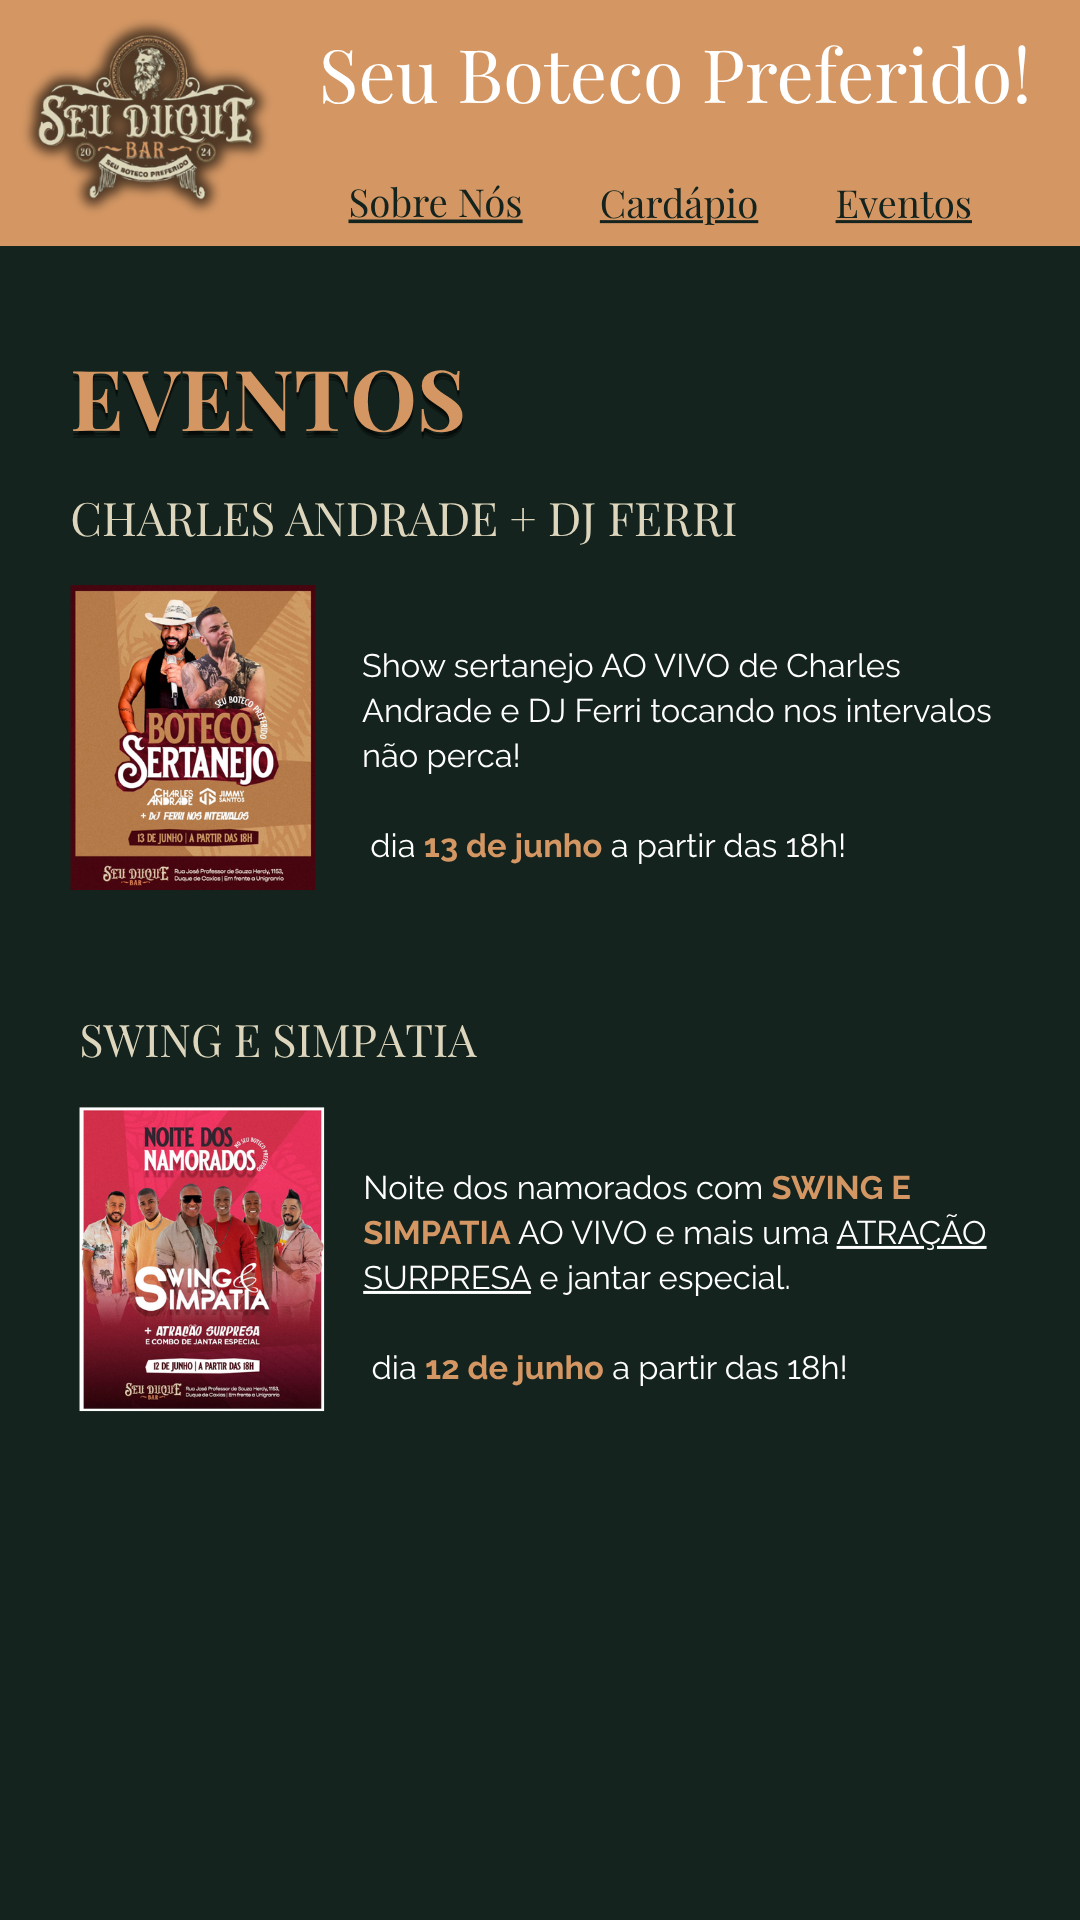 SEU DUQUE
20 BAR 24
SEU BOTECO PREFERIDO
Seu Boteco Preferido!
Sobre Nós Cardápio Eventos
EVENTOS
CHARLES ANDRADE + DJ FERRI
SEU BOTECO PREFERIDO
BOTECO
SERTANEJO
CHARLES ANDRADE JS JIMMY SANTTOS
+ DJ FERRI NOS INTERVALOS
13 DE JUNHO | A PARTIR DAS 18H
SEU DUQUE BAR
Rua José Professor de Souza Herdy, 1153,
Duque de Caxias | Em frente a Unigranrio
Show sertanejo AO VIVO de Charles
Andrade e DJ Ferri tocando nos intervalos
não perca!
dia 13 de junho a partir das 18h!
SWING E SIMPATIA
NOITE DOS
NAMORADOS
NO SEU BOTECO PREFERIDO
SWING&
SIMPATIA
+ ATRAÇÃO SURPRESA
E COMBO DE JANTAR ESPECIAL
12 DE JUNHO | A PARTIR DAS 18H
SEU DUQUE BAR
Rua José Professor de Souza Herdy, 1153,
Duque de Caxias | Em frente a Unigranrio
Noite dos namorados com SWING E
SIMPATIA AO VIVO e mais uma ATRAÇÃO
SURPRESA e jantar especial.
dia 12 de junho a partir das 18h!